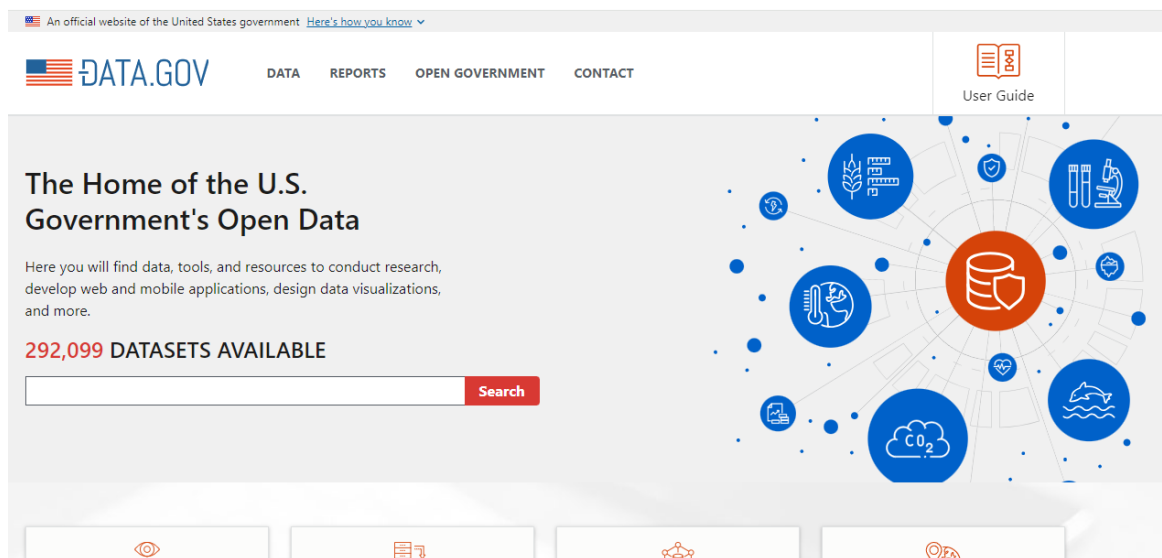 An official website of the United States government Here's how you know
DATA.GOV
DATA REPORTS OPEN GOVERNMENT CONTACT
User Guide
The Home of the U.S.
Government's Open Data
Here you will find data, tools, and resources to conduct research,
develop web and mobile applications, design data visualizations,
and more.
292,099 DATASETS AVAILABLE
Search
CO2